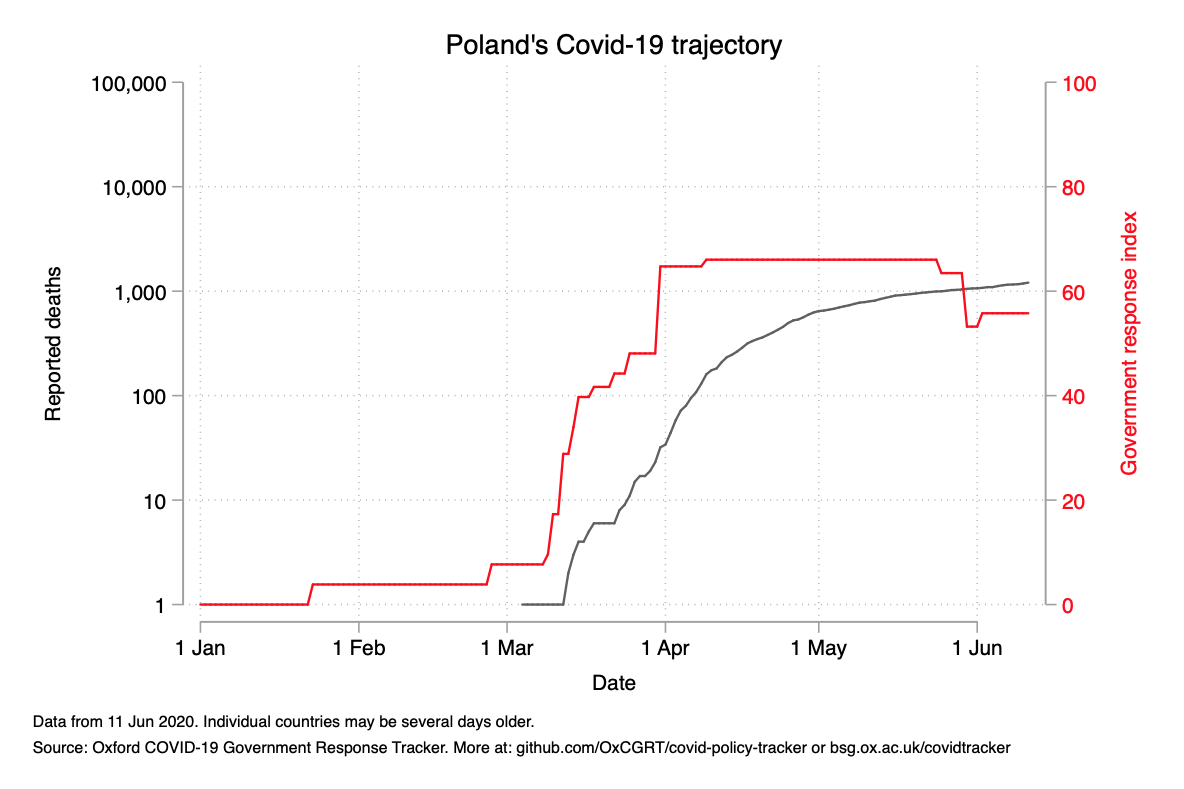 Poland's Covid-19 trajectory
100,000
10,000
1,000
100
10
1
Reported deaths
100
80
60
40
20
0
Government response index
1 Jan
1 Feb
1 Mar
1 Apr
1 May
1 Jun
Date
Data from 11 Jun 2020. Individual countries may be several days older.
Source: Oxford COVID-19 Government Response Tracker. More at: github.com/OxCGRT/covid-policy-tracker or bsg.ox.ac.uk/covidtracker